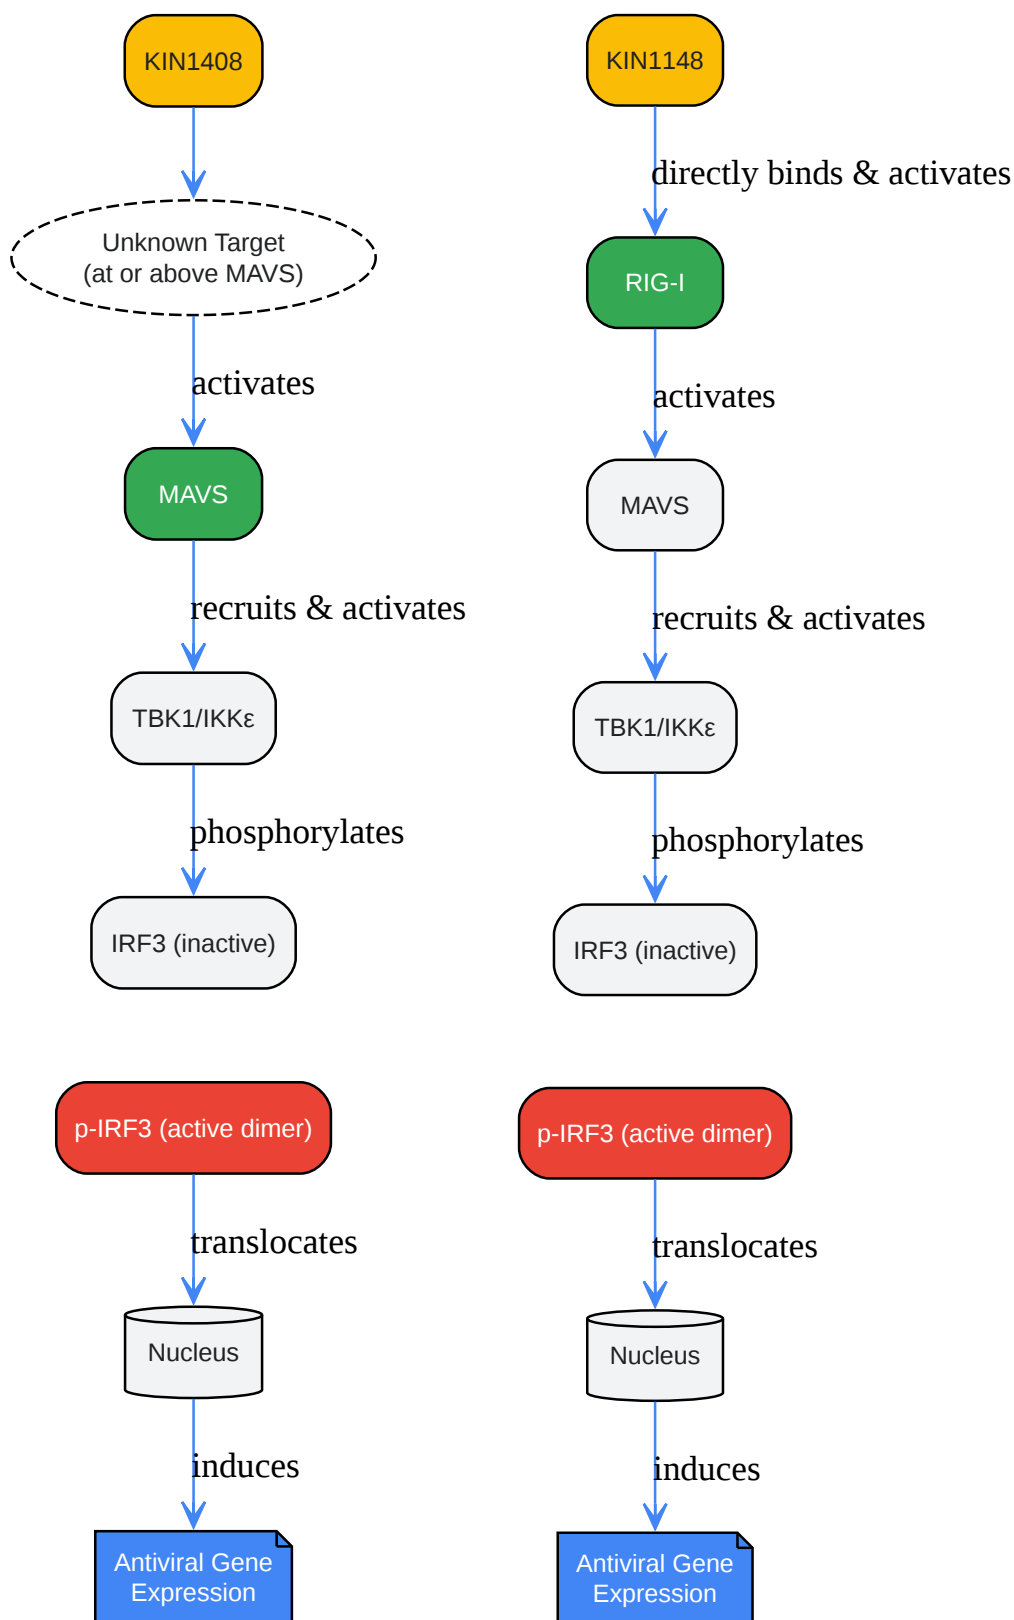 KIN1408
Unknown Target
(at or above MAVS)
activates
MAVS
recruits & activates
TBK1/IKKε
phosphorylates
IRF3 (inactive)
p-IRF3 (active dimer)
translocates
Nucleus
induces
Antiviral Gene
Expression
KIN1148
directly binds & activates
RIG-I
activates
MAVS
recruits & activates
TBK1/IKKε
phosphorylates
IRF3 (inactive)
p-IRF3 (active dimer)
translocates
Nucleus
induces
Antiviral Gene
Expression